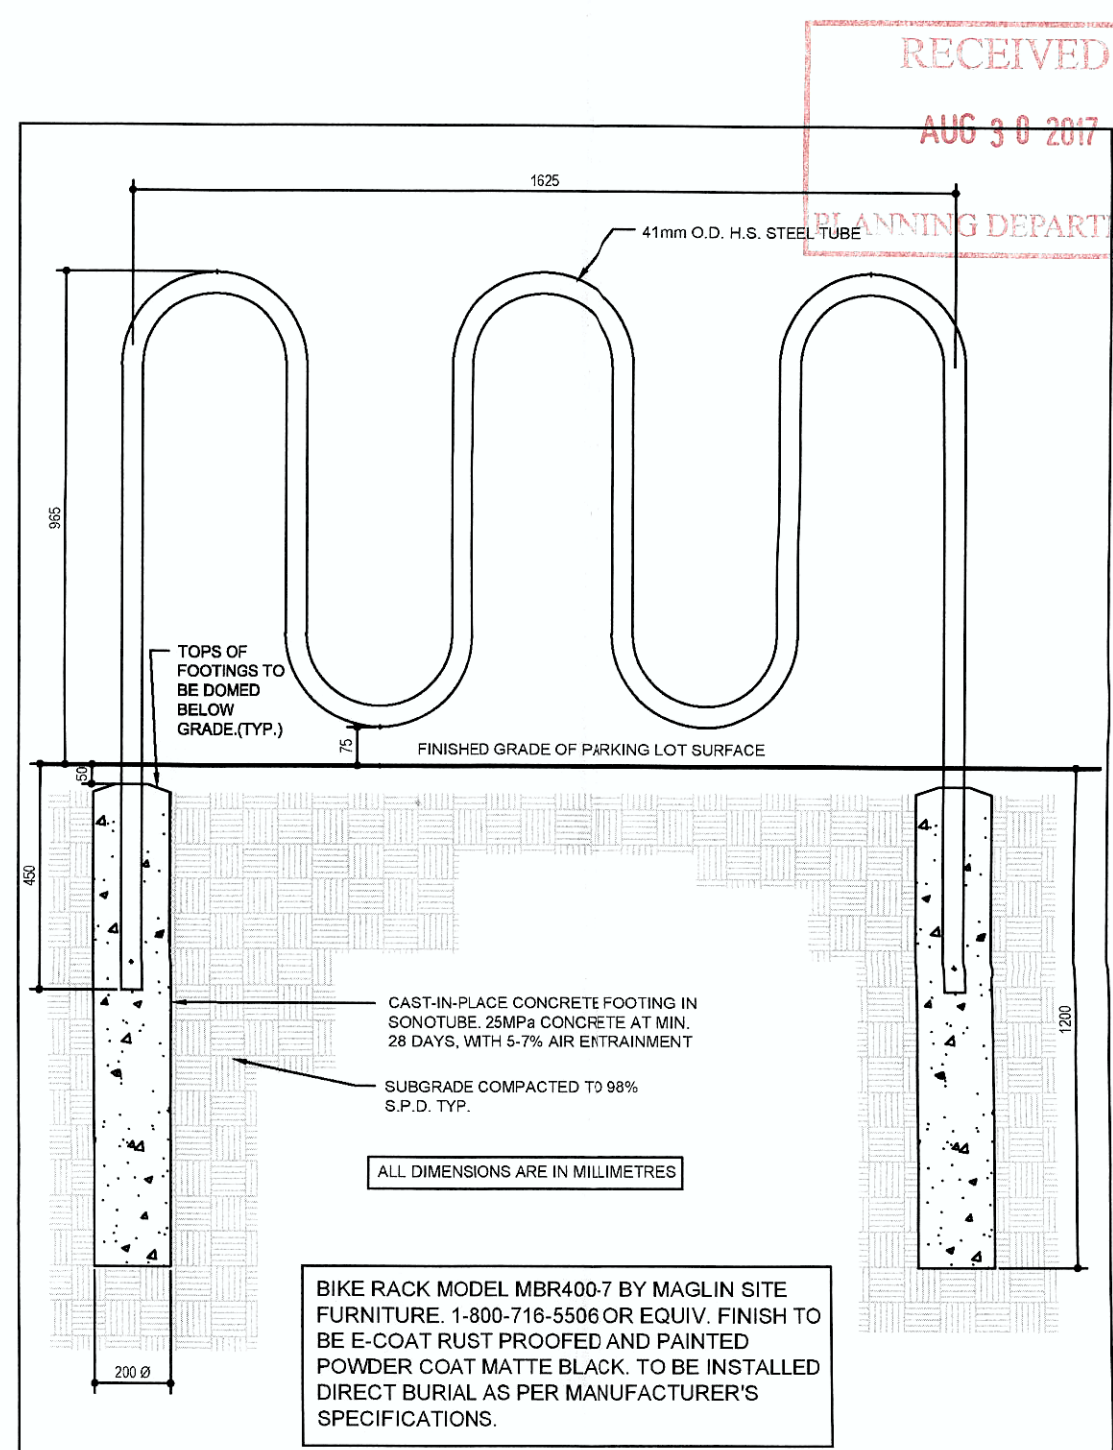 RECEIVED
AUG 30 2017
PLANNING DEPART
1625
41mm O.D. H.S. STEEL TUBE
965
TOPS OF
FOOTINGS TO
BE DOMED
BELOW
GRADE.(TYP.)
75
FINISHED GRADE OF PARKING LOT SURFACE
50
450
CAST-IN-PLACE CONCRETE FOOTING IN
SONOTUBE. 25MPa CONCRETE AT MIN.
28 DAYS, WITH 5-7% AIR ENTRAINMENT
1200
SUBGRADE COMPACTED TO 98%
S.P.D. TYP.
ALL DIMENSIONS ARE IN MILLIMETRES
BIKE RACK MODEL MBR400-7 BY MAGLIN SITE
FURNITURE. 1-800-716-5506 OR EQUIV. FINISH TO
BE E-COAT RUST PROOFED AND PAINTED
POWDER COAT MATTE BLACK. TO BE INSTALLED
DIRECT BURIAL AS PER MANUFACTURER'S
SPECIFICATIONS.
200 Ø